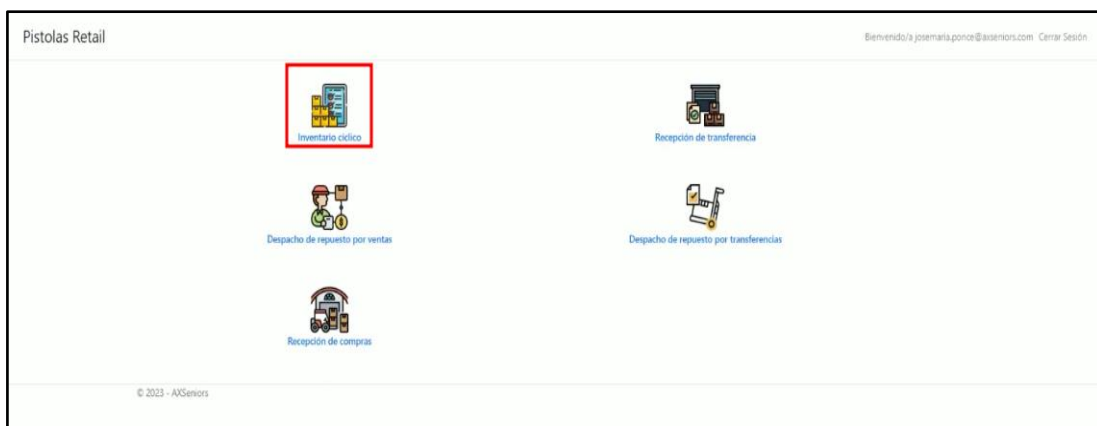 Pistolas Retail
Bienvenido/a josemaria.ponce@axseniors.com Cerrar Sesión
Inventario cíclico
Recepción de transferencia
Despacho de repuesto por ventas
Despacho de repuesto por transferencias
Recepción de compras
© 2023 - AXSeniors